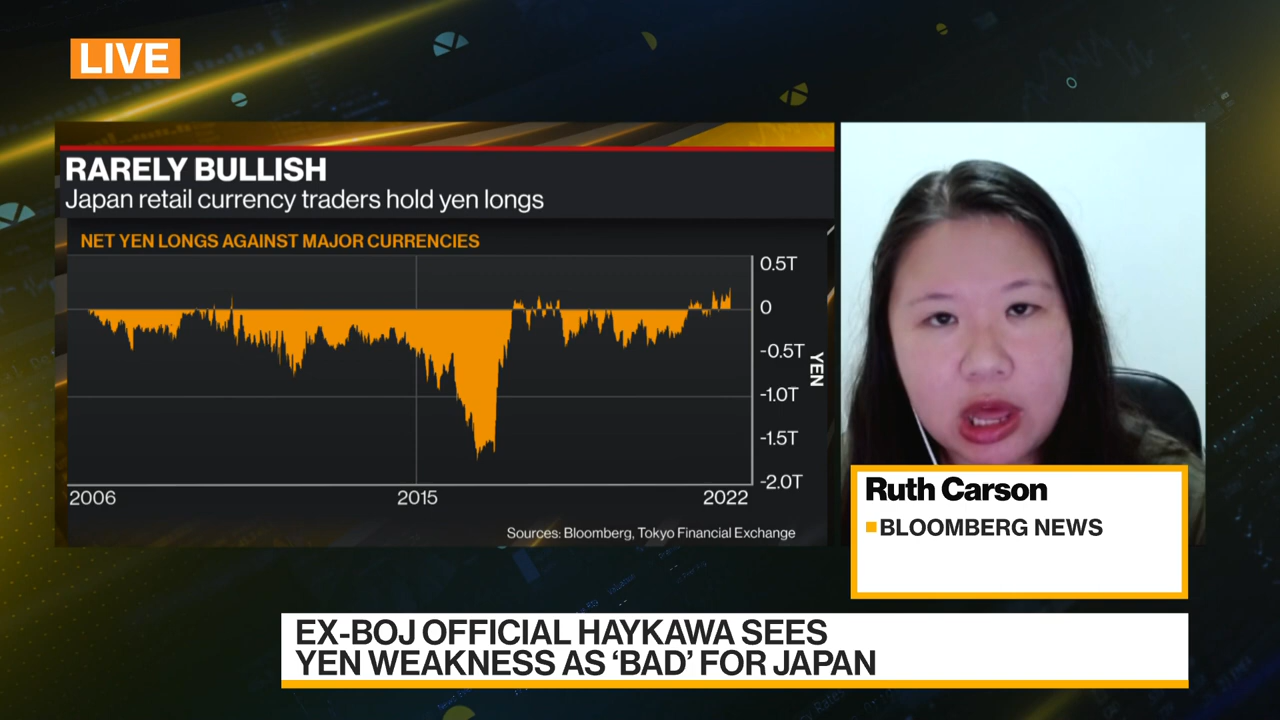 LIVE
RARELY BULLISH
Japan retail currency traders hold yen longs
NET YEN LONGS AGAINST MAJOR CURRENCIES
0.5T
0
-0.5T
-1.0T
-1.5T
-2.0T
YEN
2006 2015 2022
Sources: Bloomberg, Tokyo Financial Exchange
Ruth Carson
BLOOMBERG NEWS
EX-BOJ OFFICIAL HAYKAWA SEES
YEN WEAKNESS AS ‘BAD’ FOR JAPAN